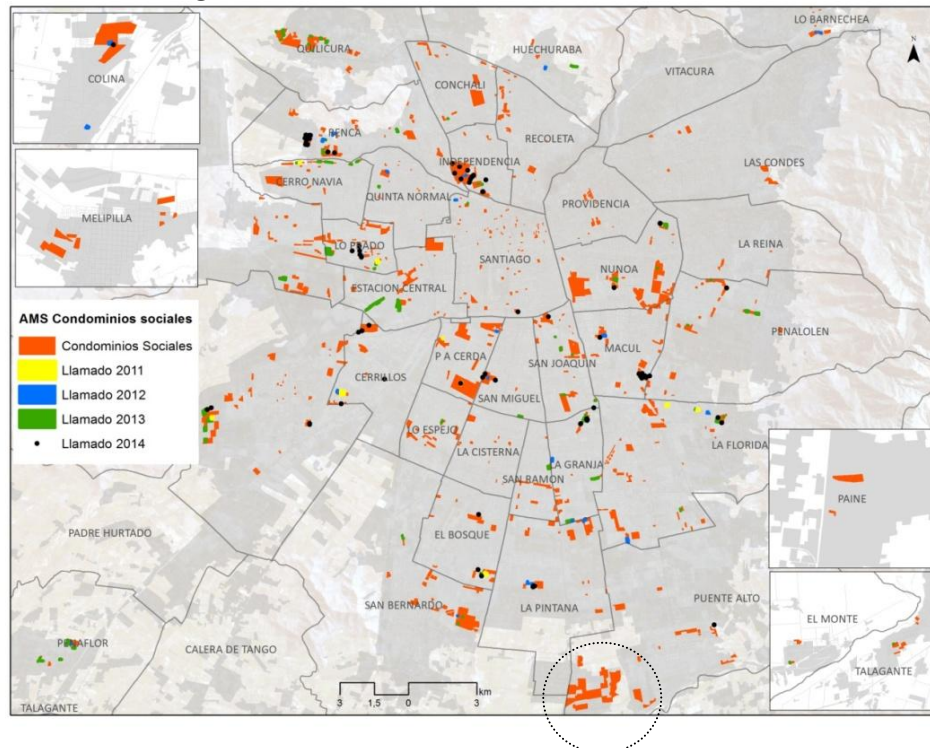 LO BARNECHEA
QUILICURA
HUECHURABA
N
COLINA
VITACURA
CONCHALI
RECOLETA
RENCA
INDEPENDENCIA
LAS CONDES
CERRO NAVIA
QUINTA NORMAL
PROVIDENCIA
MELIPILLA
LO PRADO
SANTIAGO
LA REINA
ÑUÑOA
ESTACION CENTRAL
AMS Condominios sociales
Condominios Sociales
Llamado 2011
Llamado 2012
Llamado 2013
Llamado 2014
PEÑALOLEN
P A CERDA
SAN JOAQUIN
MACUL
CERRILLOS
SAN MIGUEL
LO ESPEJO
LA CISTERNA
LA FLORIDA
LA GRANJA
SAN RAMON
PAINE
PADRE HURTADO
EL BOSQUE
SAN BERNARDO
LA PINTANA
PUENTE ALTO
EL MONTE
PEÑAFLOR
CALERA DE TANGO
TALAGANTE
3 1,5 0 3
km
TALAGANTE